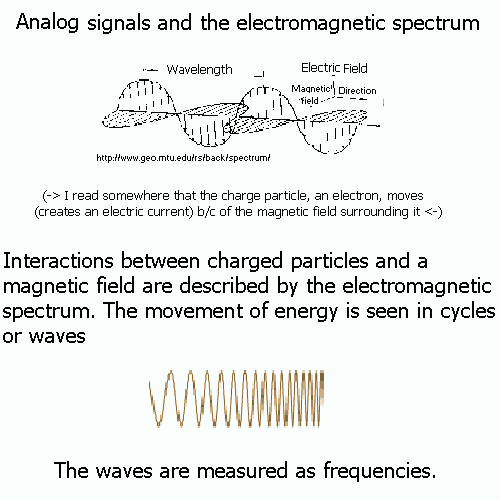 Analog signals and the electromagnetic spectrum
Wavelength
Electric Field
Magnetic
field
Direction
http://www.geo.mtu.edu/rs/back/spectrum/
(-> I read somewhere that the charge particle, an electron, moves
(creates an electric current) b/c of the magnetic field surrounding it <-)
Interactions between charged particles and a
magnetic field are described by the electromagnetic
spectrum. The movement of energy is seen in cycles
or waves
The waves are measured as frequencies.